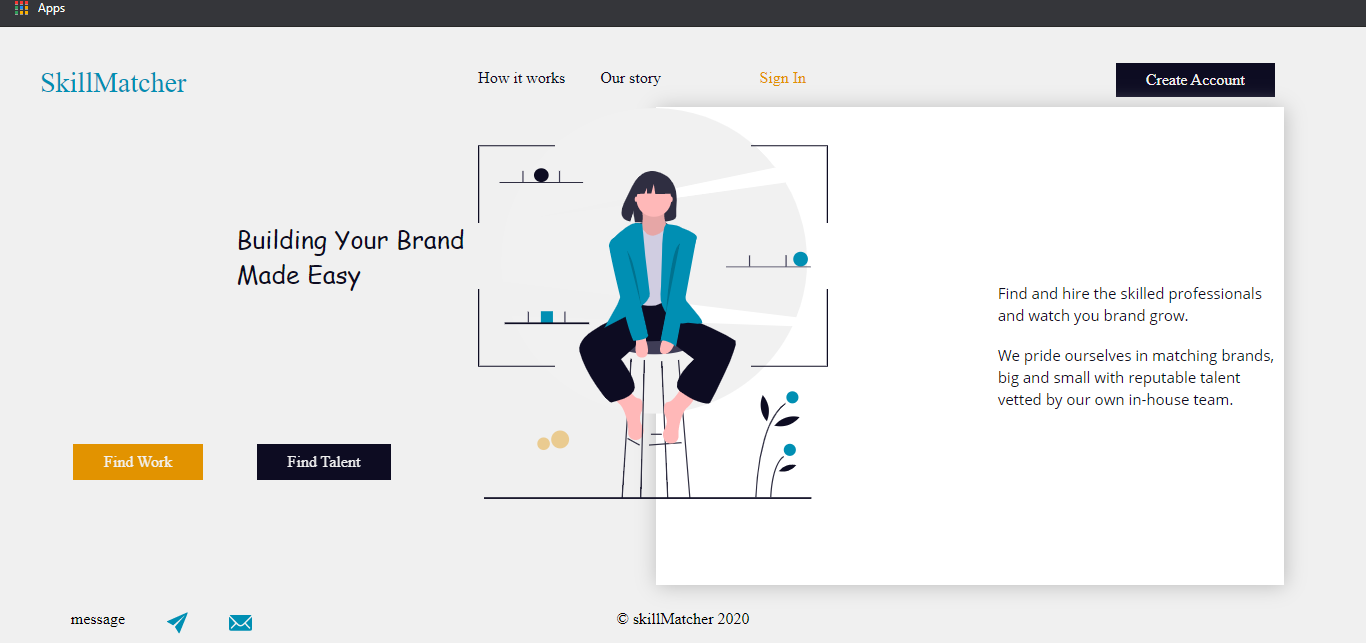 Apps
SkillMatcher
How it works
Our story
Sign In
Create Account
Building Your Brand
Made Easy
Find and hire the skilled professionals
and watch you brand grow.
We pride ourselves in matching brands,
big and small with reputable talent
vetted by our own in-house team.
Find Work
Find Talent
message
© skillMatcher 2020